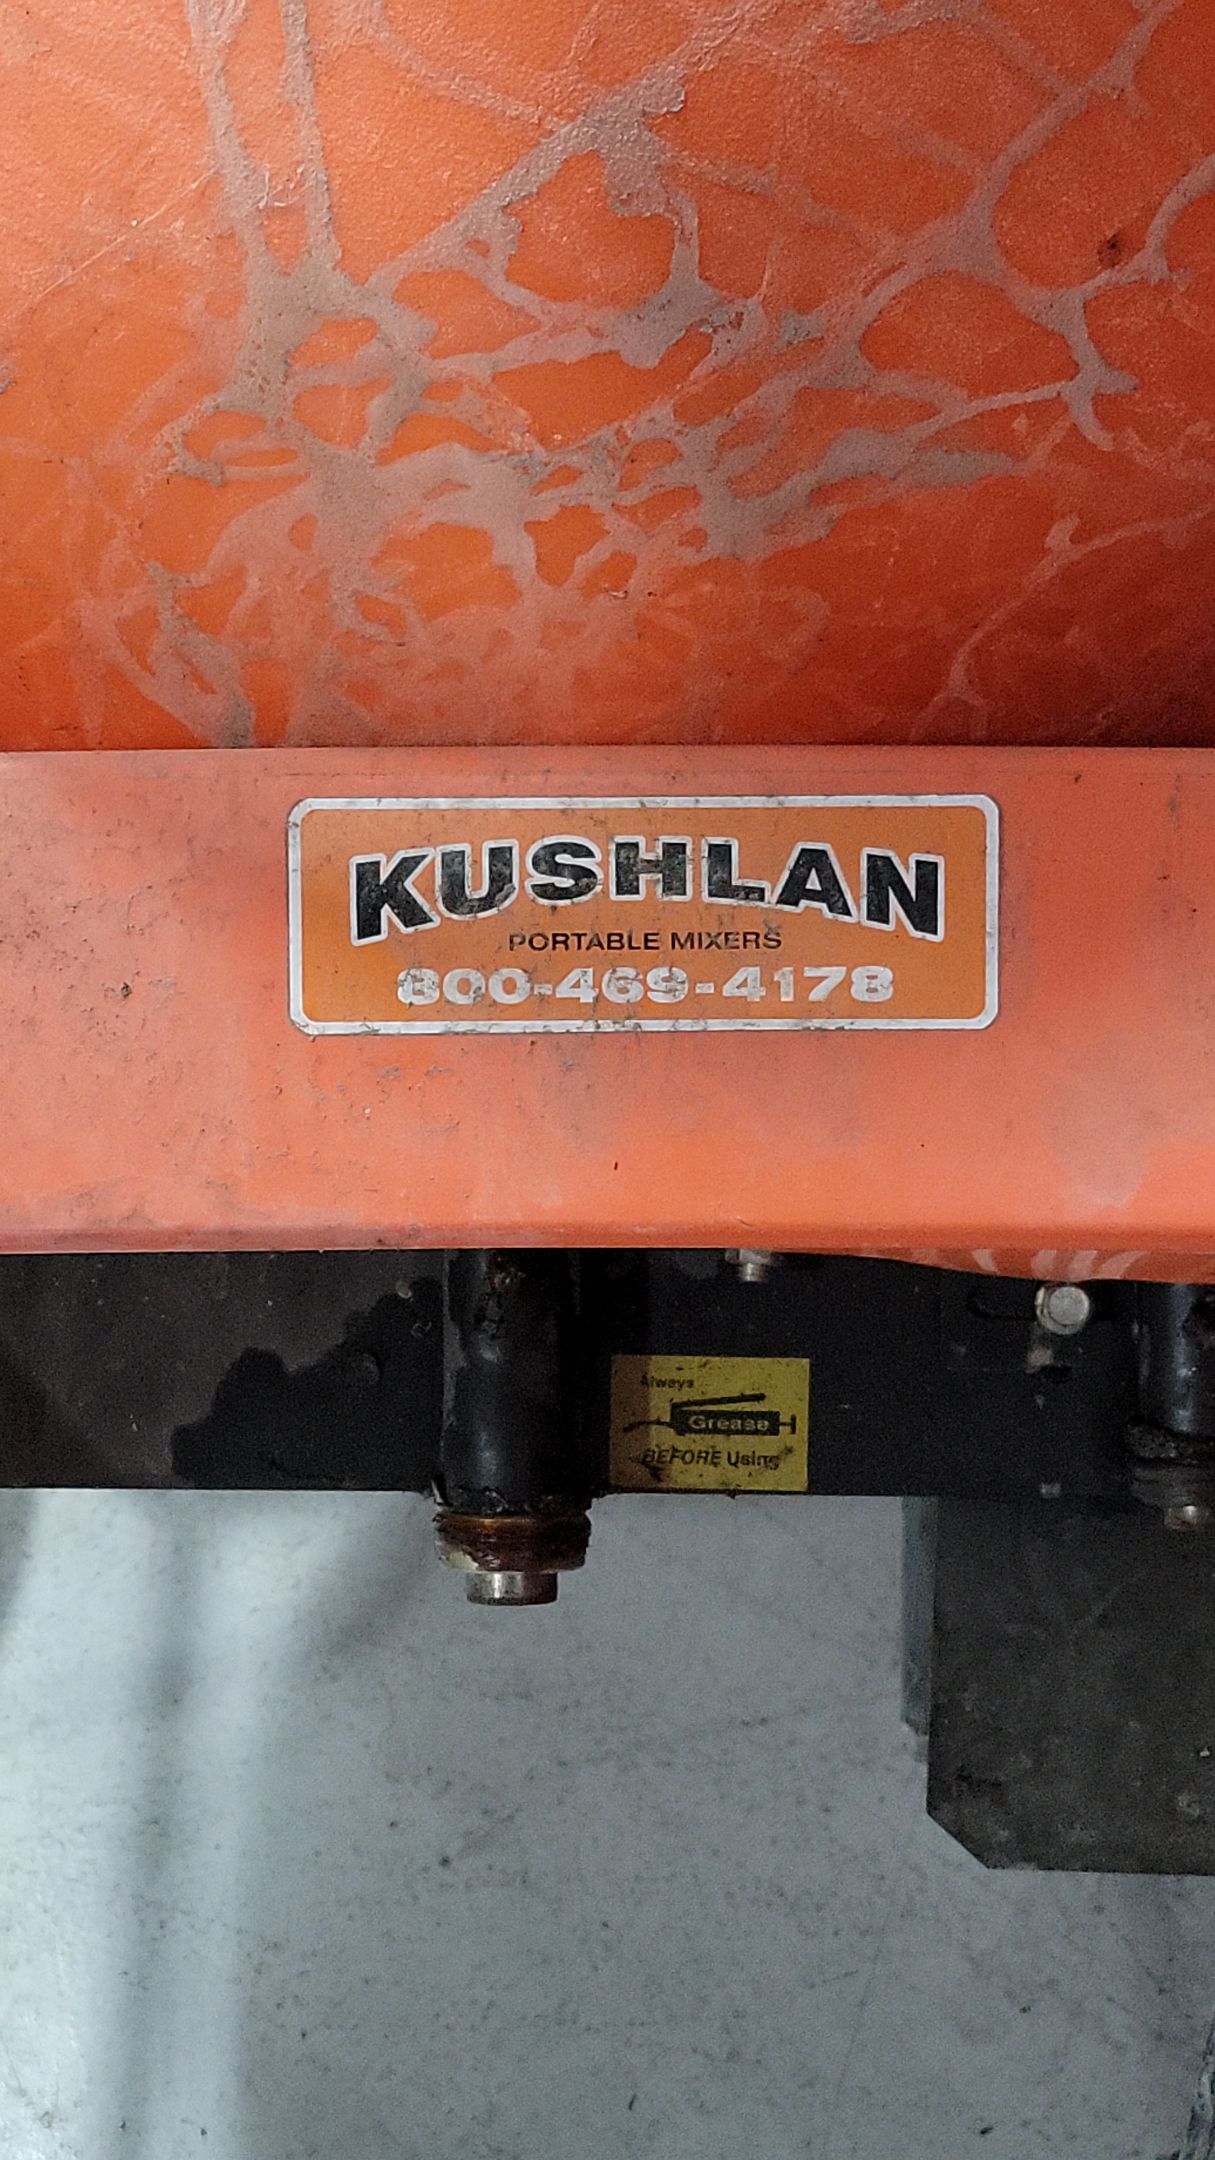 KUSHLAN
PORTABLE MIXERS
800-469-4178
Always
Grease
BEFORE Using